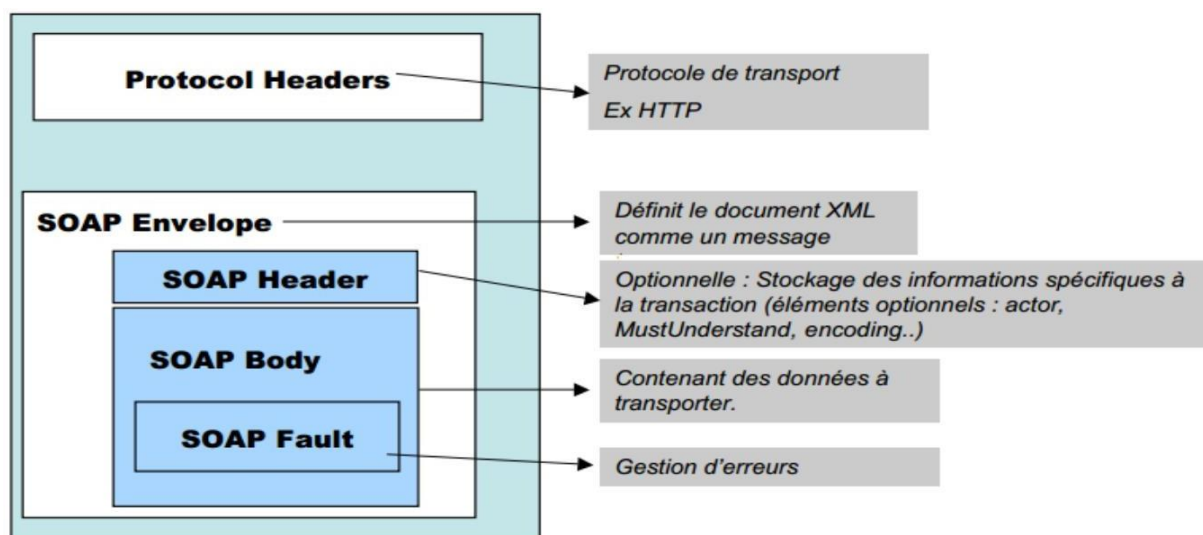 Protocol Headers
Protocole de transport
Ex HTTP
SOAP Envelope
Définit le document XML
comme un message
SOAP Header
Optionnelle : Stockage des informations spécifiques à
la transaction (éléments optionnels : actor,
MustUnderstand, encoding..)
SOAP Body
Contenant des données à
transporter.
SOAP Fault
Gestion d'erreurs